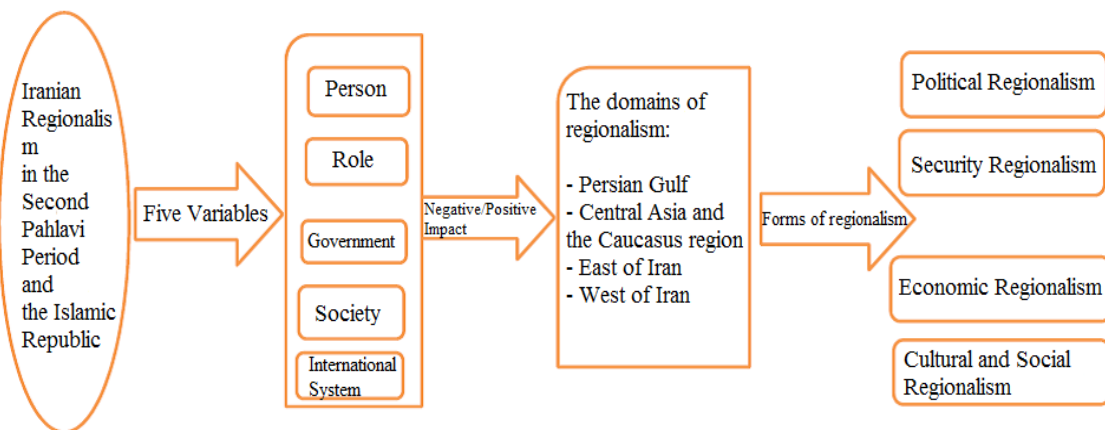 Iranian
Regionalis
m
in the
Second
Pahlavi
Period
and
the Islamic
Republic
Five Variables
Person
Role
Government
Society
International
System
Negative/Positive
Impact
The domains of
regionalism:
- Persian Gulf
- Central Asia and
the Caucasus region
- East of Iran
- West of Iran
Forms of regionalism
Political Regionalism
Security Regionalism
Economic Regionalism
Cultural and Social
Regionalism